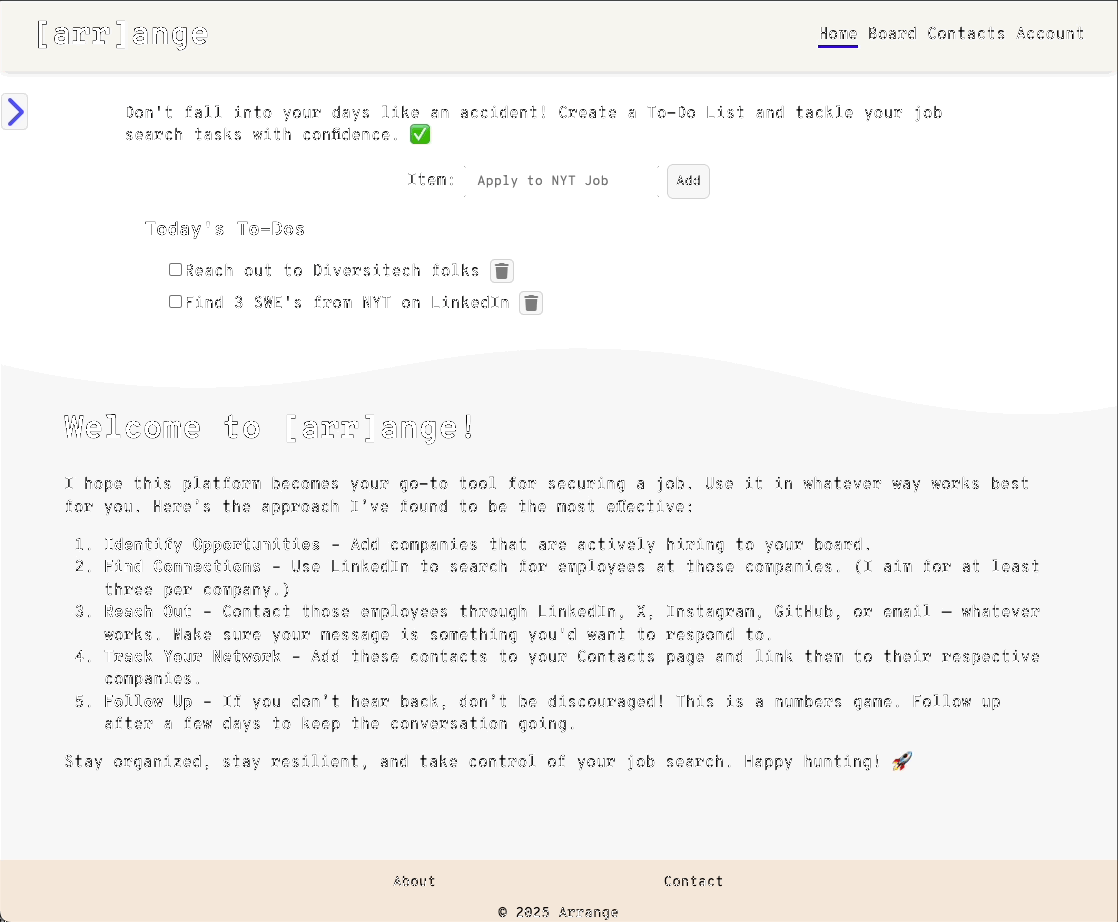 [arr]ange
Home Board Contacts Account
Don't fall into your days like an accident! Create a To-Do List and tackle your job
search tasks with confidence. ✅
Item: Apply to NYT Job Add
Today's To-Dos
Reach out to Diversitech folks
Find 3 SWE's from NYT on LinkedIn
Welcome to [arr]ange!
I hope this platform becomes your go-to tool for securing a job. Use it in whatever way works best
for you. Here's the approach I've found to be the most effective:
1. Identify Opportunities – Add companies that are actively hiring to your board.
2. Find Connections – Use LinkedIn to search for employees at those companies. (I aim for at least
three per company.)
3. Reach Out – Contact those employees through LinkedIn, X, Instagram, GitHub, or email — whatever
works. Make sure your message is something you'd want to respond to.
4. Track Your Network – Add these contacts to your Contacts page and link them to their respective
companies.
5. Follow Up – If you don't hear back, don't be discouraged! This is a numbers game. Follow up
after a few days to keep the conversation going.
Stay organized, stay resilient, and take control of your job search. Happy hunting! 🚀
About Contact
© 2025 Arrange